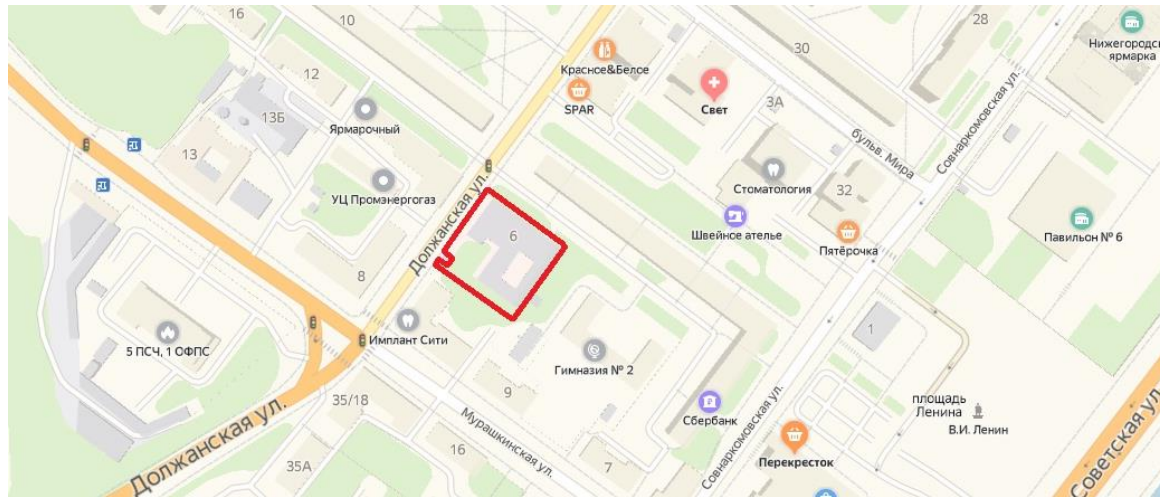 16
10
28
Нижегородс
ярмарка
30
12
Красное&Белое
SPAR
Свет
3А
13Б
Ярмарочный
13
бульв. Мира
Совнаркомовская ул.
УЦ Промэнергогаз
Стоматология
32
Должанская ул.
6
Швейное ателье
Пятёрочка
Павильон № 6
8
5 ПСЧ, 1 ОФПС
Имплант Сити
1
Гимназия № 2
9
35/18
площадь
Ленина
В.И. Ленин
Сбербанк
Совнаркомовская ул.
Мурашкинская ул.
Должанская ул.
16
35А
7
Перекресток
Советская ул.